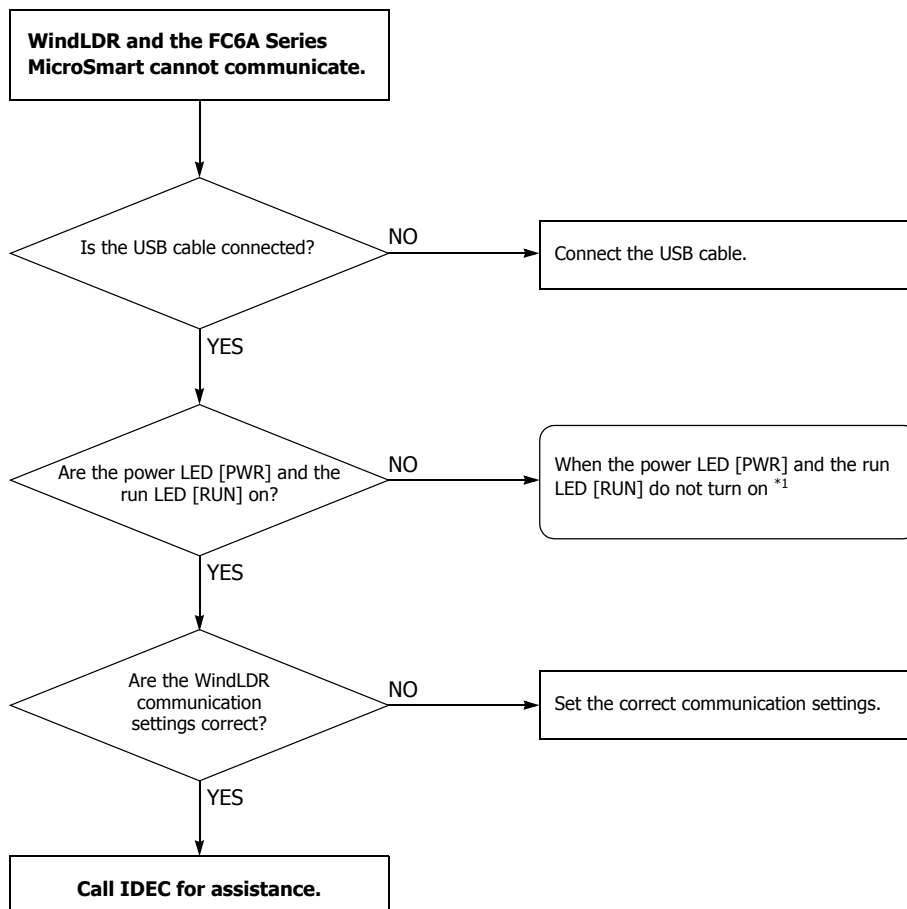 WindLDR and the FC6A Series
MicroSmart cannot communicate.
Is the USB cable connected?
NO
Connect the USB cable.
YES
Are the power LED [PWR] and the
run LED [RUN] on?
NO
When the power LED [PWR] and the run
LED [RUN] do not turn on *1
YES
Are the WindLDR
communication
settings correct?
NO
Set the correct communication settings.
YES
Call IDEC for assistance.